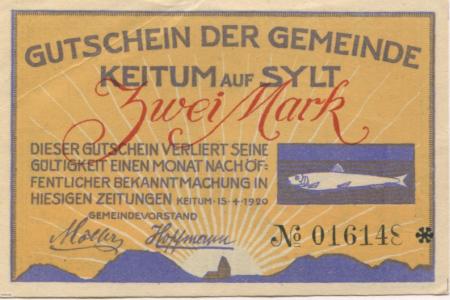 GUTSCHEIN DER GEMEINDE
KEITUM AUF SYLT
Zwei Mark
DIESER GUTSCHEIN VERLIERT SEINE
GÜLTIGKEIT EINEN MONAT NACH ÖF-
FENTLICHER BEKANNTMACHUNG IN
HIESIGEN ZEITUNGEN KEITUM-15-4-1920
GEMEINDEVORSTAND
Hoffmann
No 016148 *